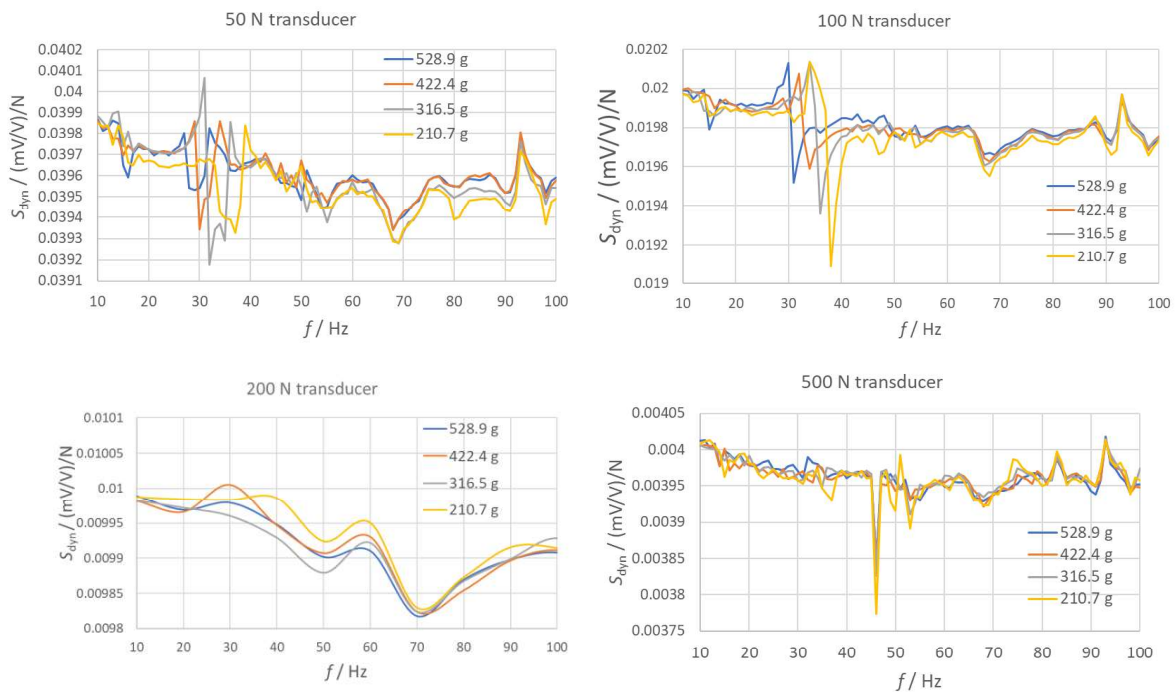 50 N transducer
0.0402
0.0401
0.04
0.0399
0.0398
0.0397
0.0396
0.0395
0.0394
0.0393
0.0392
0.0391
S_dyn / (mV/V)/N
528.9 g
422.4 g
316.5 g
210.7 g
10 20 30 40 50 60 70 80 90 100
f / Hz
100 N transducer
0.0202
0.02
0.0198
0.0196
0.0194
0.0192
0.019
S_dyn / (mV/V)/N
528.9 g
422.4 g
316.5 g
210.7 g
10 20 30 40 50 60 70 80 90 100
f / Hz
200 N transducer
0.0101
0.01005
0.01
0.00995
0.0099
0.00985
0.0098
S_dyn / (mV/V)/N
528.9 g
422.4 g
316.5 g
210.7 g
10 20 30 40 50 60 70 80 90 100
f / Hz
500 N transducer
0.00405
0.004
0.00395
0.0039
0.00385
0.0038
0.00375
S_dyn / (mV/V)/N
528.9 g
422.4 g
316.5 g
210.7 g
10 20 30 40 50 60 70 80 90 100
f / Hz